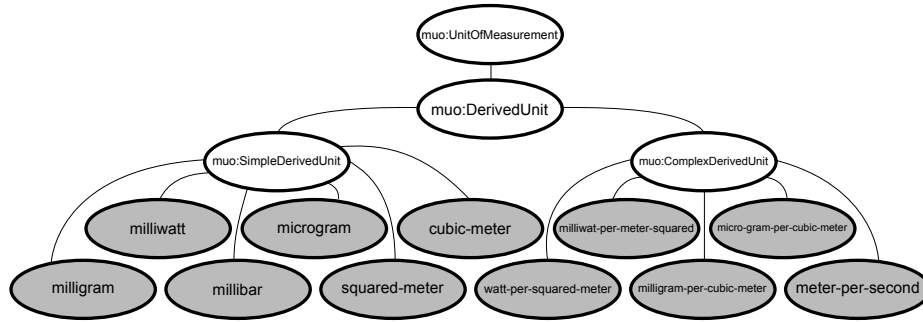 muo:UnitOfMeasurement
muo:DerivedUnit
muo:SimpleDerivedUnit
muo:ComplexDerivedUnit
milliwatt
microgram
cubic-meter
milliwat-per-meter-squared
micro-gram-per-cubic-meter
milligram
millibar
squared-meter
watt-per-squared-meter
milligram-per-cubic-meter
meter-per-second